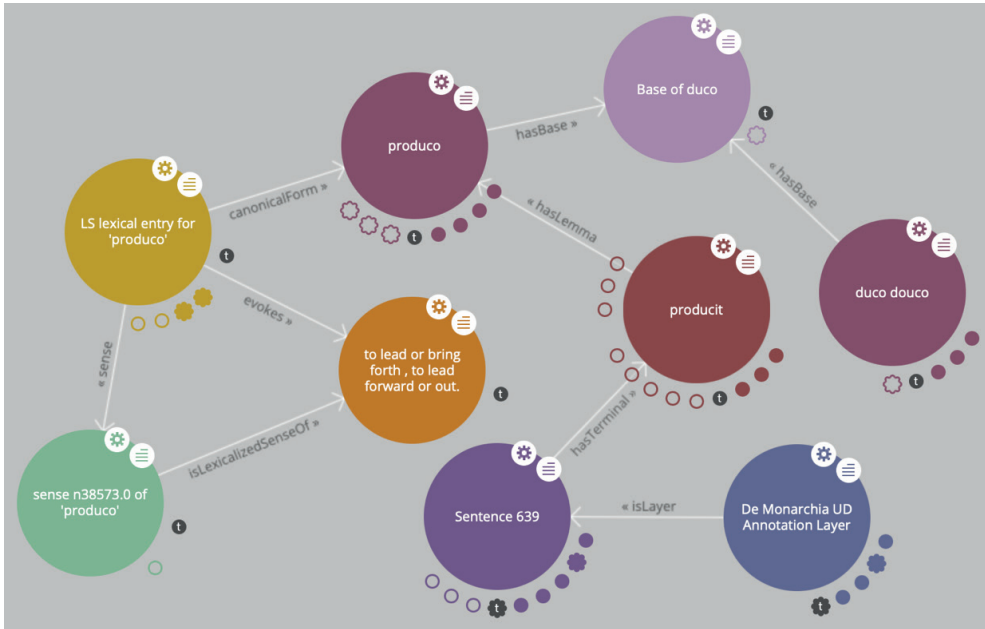 Base of duco
produco
hasBase »
« hasBase
LS lexical entry for
'produco'
canonicalForm »
« hasLemma
t
t
t
evokes »
producit
duco douco
« sense
to lead or bring
forth , to lead
forward or out.
t
t
t
isLexicalizedSenseOf »
hasTerminal »
sense n38573.0 of
'produco'
t
Sentence 639
« isLayer
De Monarchia UD
Annotation Layer
t
t